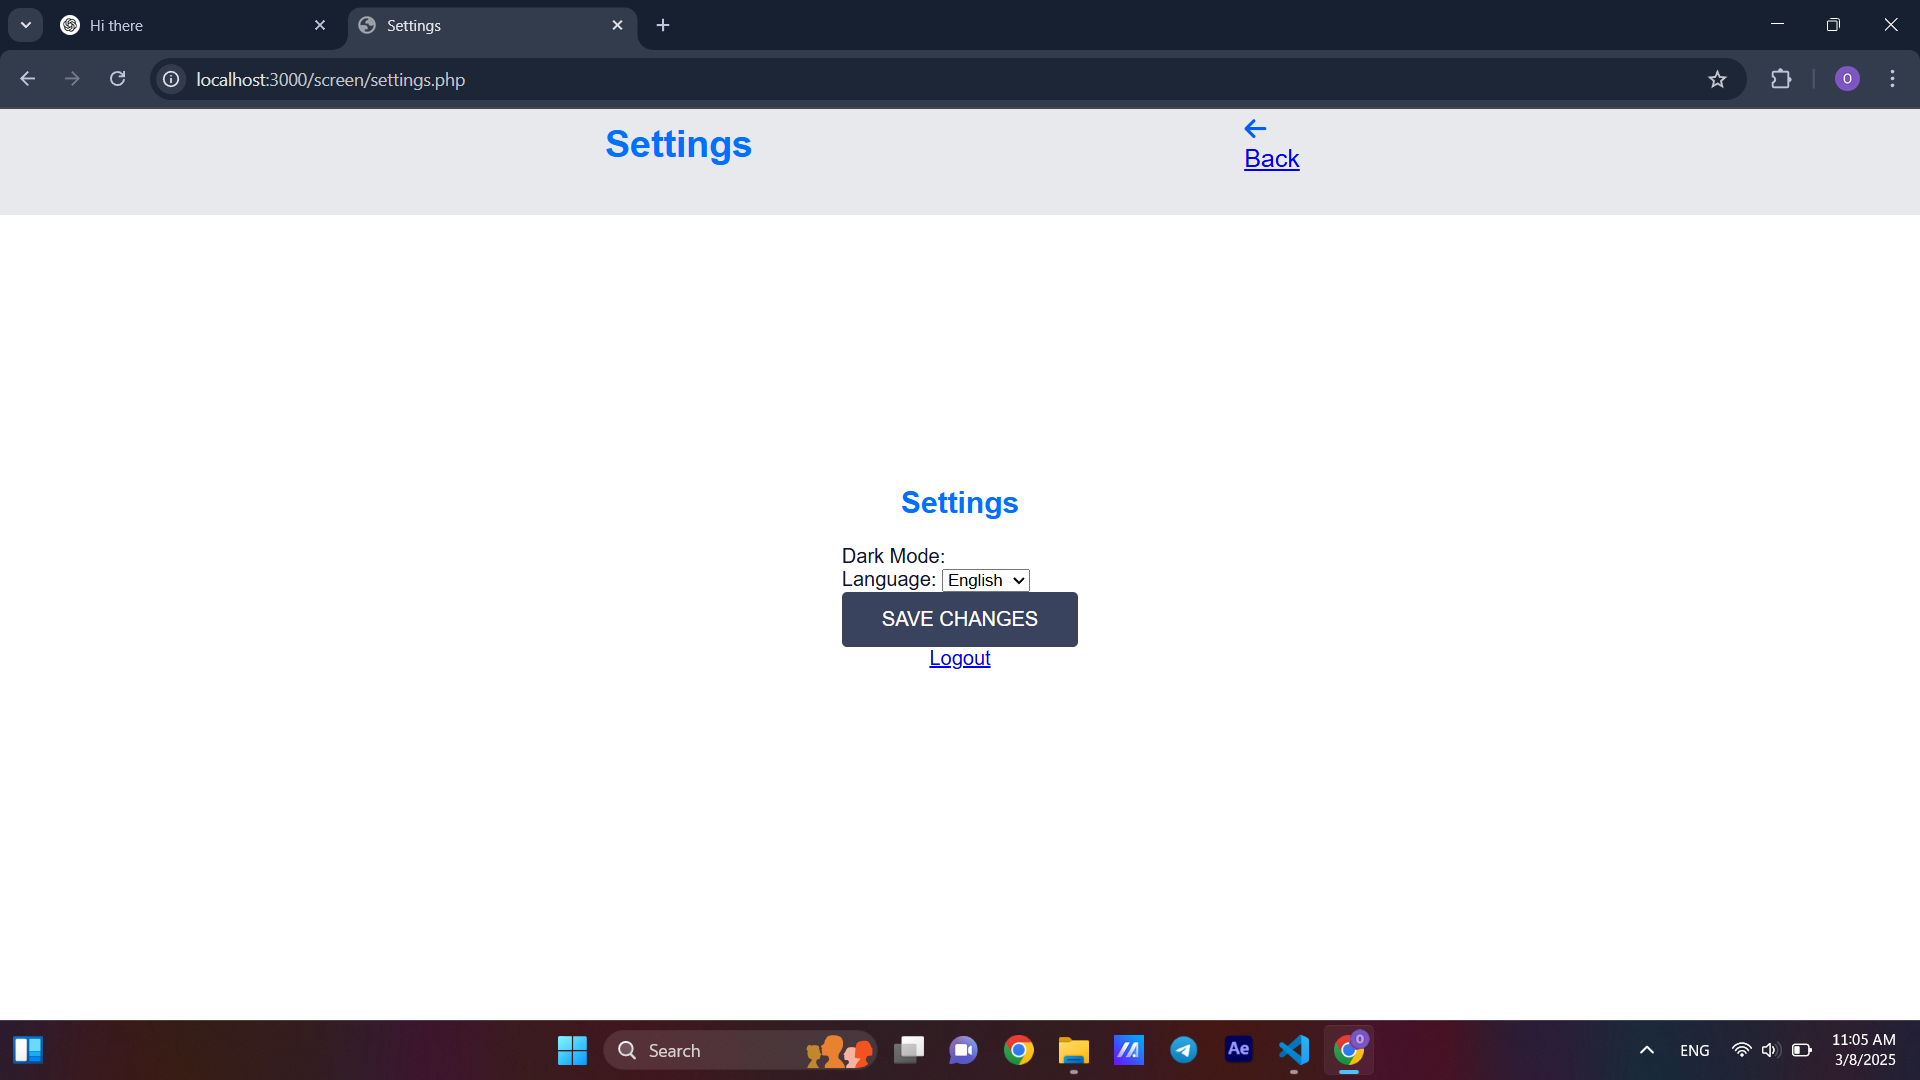 Hi there
Settings
localhost:3000/screen/settings.php
O
Settings
Back
Settings
Dark Mode:
Language: English
SAVE CHANGES
Logout
Search
Ae
O
ENG
11:05 AM
3/8/2025